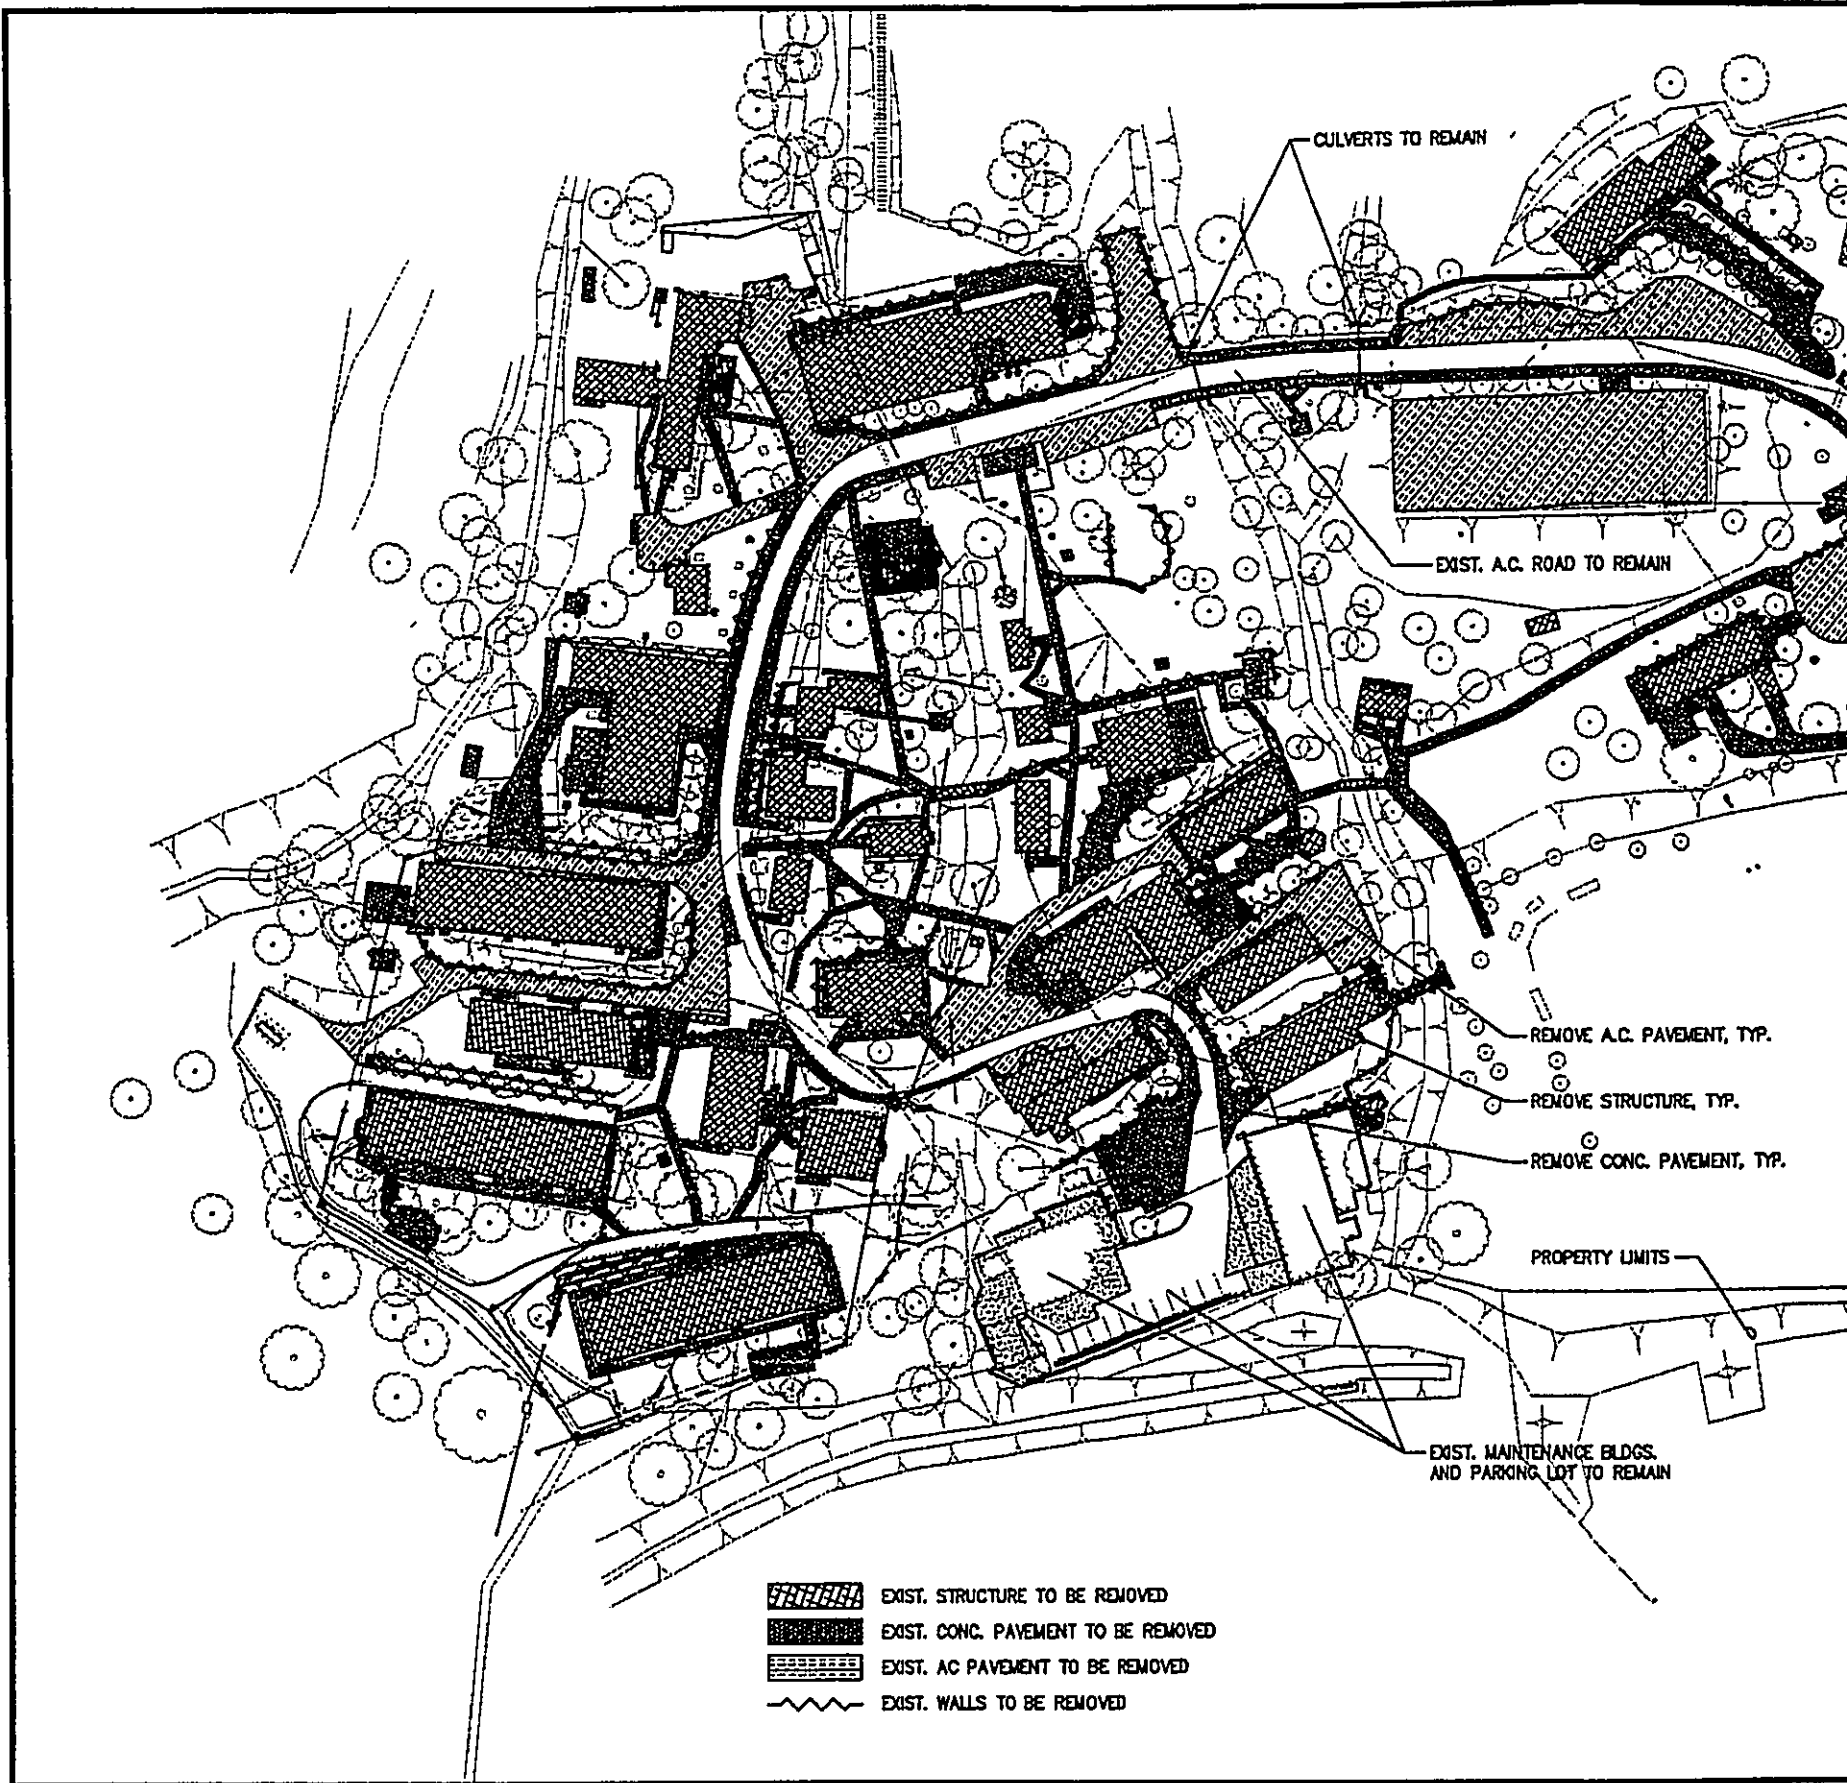 CULVERTS TO REMAIN
EXIST. A.C. ROAD TO REMAIN
REMOVE A.C. PAVEMENT, TYP.
REMOVE STRUCTURE, TYP.
REMOVE CONC. PAVEMENT, TYP.
PROPERTY LIMITS
EXIST. MAINTENANCE BLDGS.
AND PARKING LOT TO REMAIN
EXIST. STRUCTURE TO BE REMOVED
EXIST. CONC. PAVEMENT TO BE REMOVED
EXIST. AC PAVEMENT TO BE REMOVED
EXIST. WALLS TO BE REMOVED